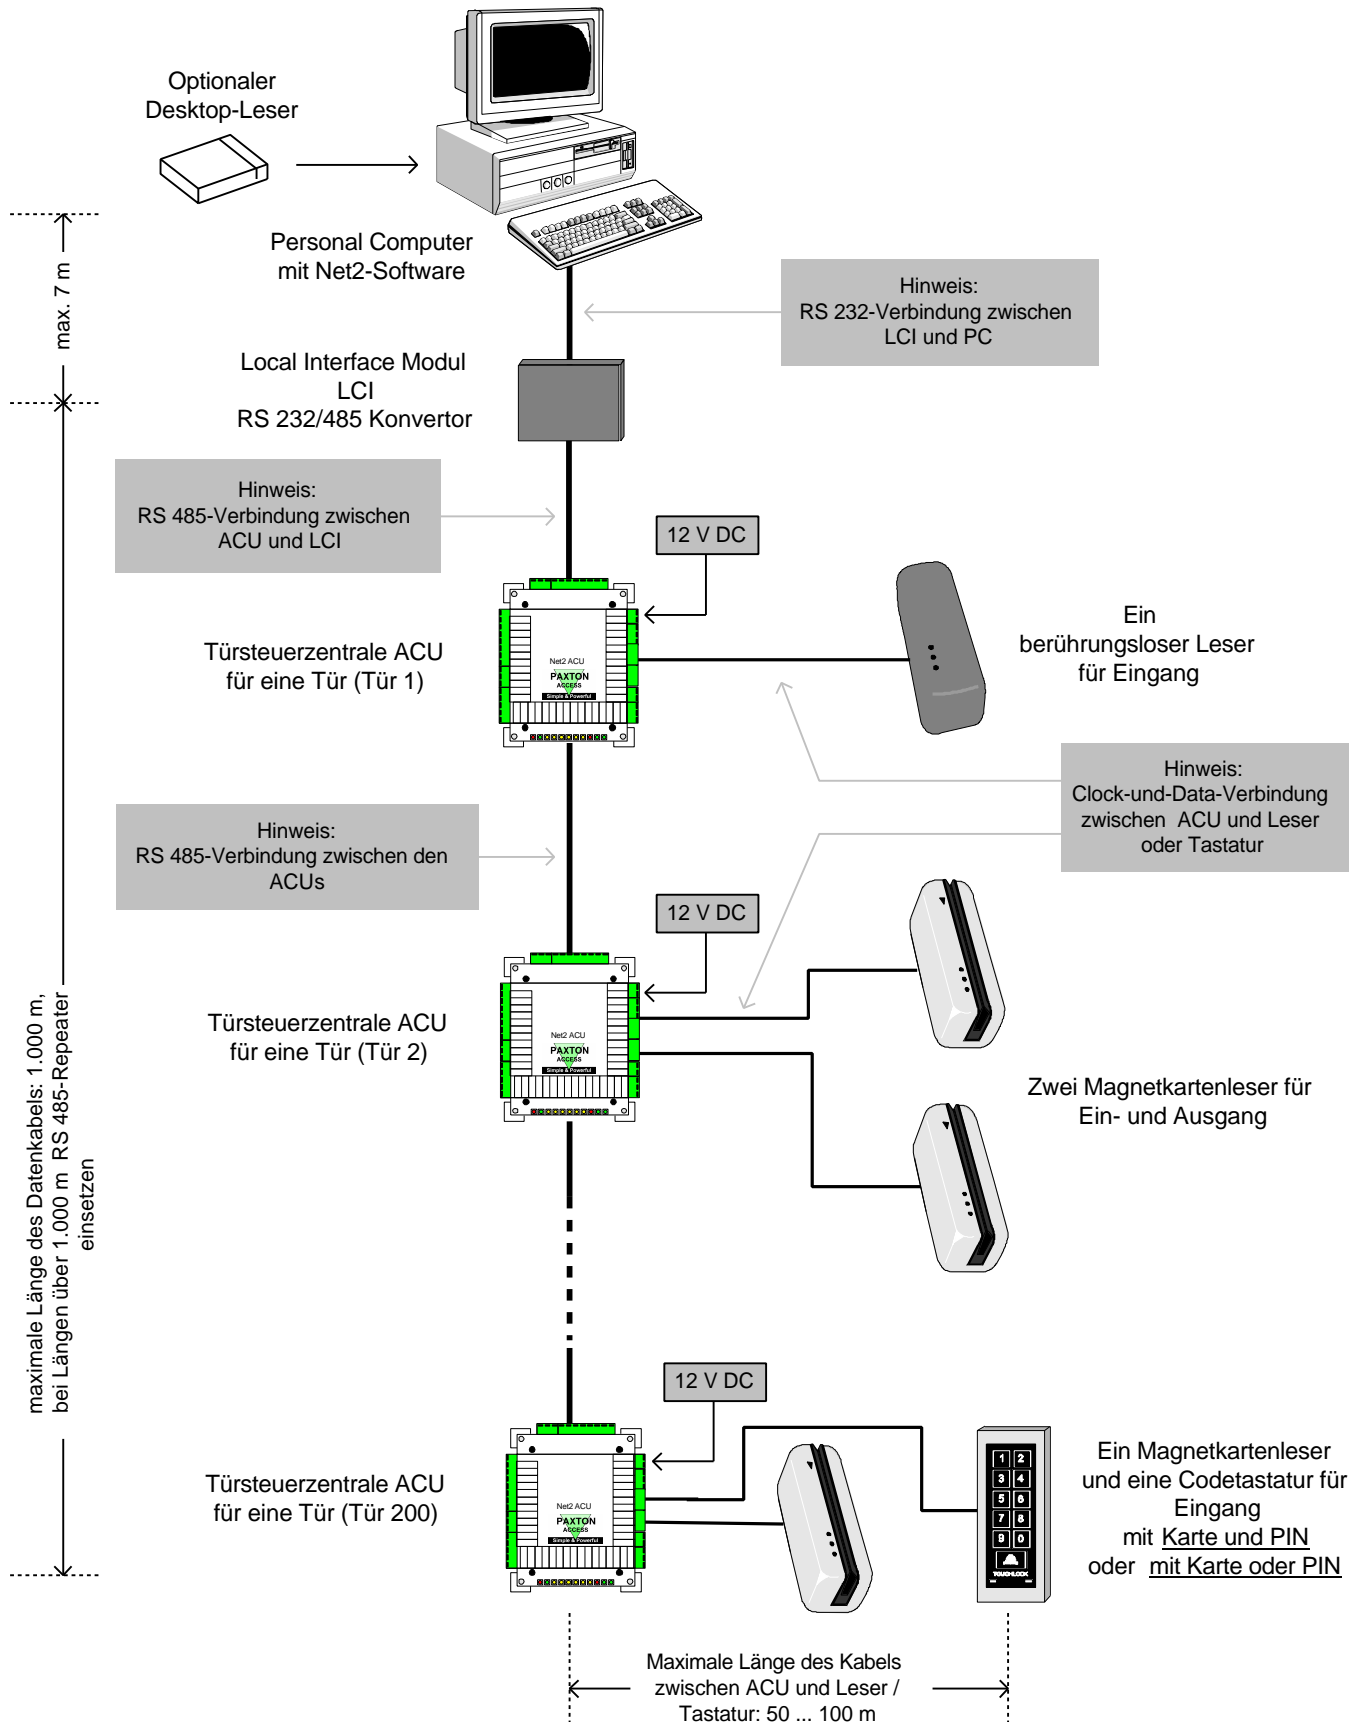 Optionaler
Desktop-Leser
Personal Computer
mit Net2-Software
max. 7 m
Hinweis:
RS 232-Verbindung zwischen
LCI und PC
Local Interface Modul
LCI
RS 232/485 Konvertor
Hinweis:
RS 485-Verbindung zwischen
ACU und LCI
12 V DC
Türsteuerzentrale ACU
für eine Tür (Tür 1)
Net2 ACU
PAXTON
ACCESS
Simple & Powerful
Ein
berührungsloser Leser
für Eingang
Hinweis:
Clock-und-Data-Verbindung
zwischen ACU und Leser
oder Tastatur
Hinweis:
RS 485-Verbindung zwischen den
ACUs
12 V DC
Türsteuerzentrale ACU
für eine Tür (Tür 2)
Net2 ACU
PAXTON
ACCESS
Simple & Powerful
Zwei Magnetkartenleser für
Ein- und Ausgang
maximale Länge des Datenkabels: 1.000 m,
bei Längen über 1.000 m RS 485-Repeater
einsetzen
12 V DC
Türsteuerzentrale ACU
für eine Tür (Tür 200)
Net2 ACU
PAXTON
ACCESS
Simple & Powerful
1 2
3 4
5 6
7 8
9 0
TOUCHLOCK
Ein Magnetkartenleser
und eine Codetastatur für
Eingang
mit Karte und PIN
oder mit Karte oder PIN
Maximale Länge des Kabels
zwischen ACU und Leser /
Tastatur: 50 ... 100 m